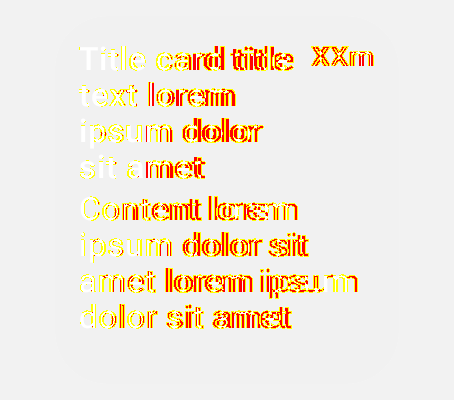 Title card title XXm
text lorem
ipsum dolor
sit amet
Content lorem
ipsum dolor sit
amet lorem ipsum
dolor sit amet